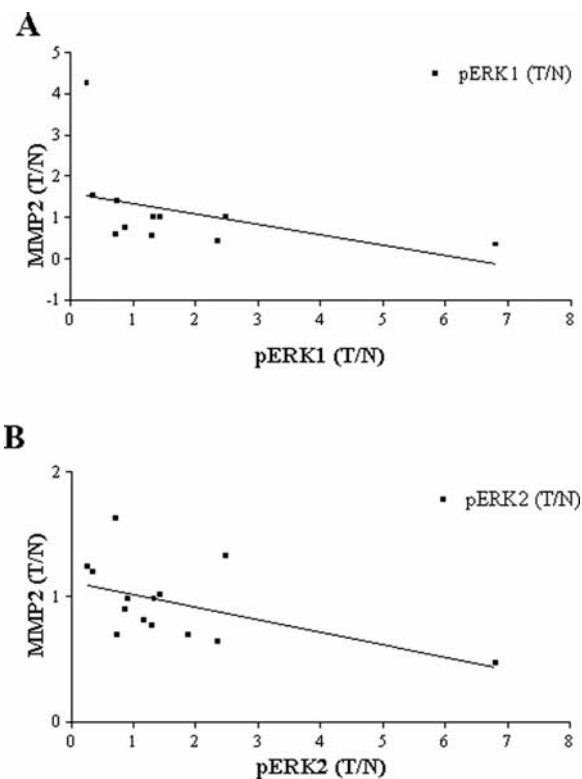 A
5
4
3
2
1
0
-1
MMP2 (T/N)
pERK1 (T/N)
0 1 2 3 4 5 6 7 8
pERK1 (T/N)
B
2
1
0
MMP2 (T/N)
pERK2 (T/N)
0 1 2 3 4 5 6 7 8
pERK2 (T/N)